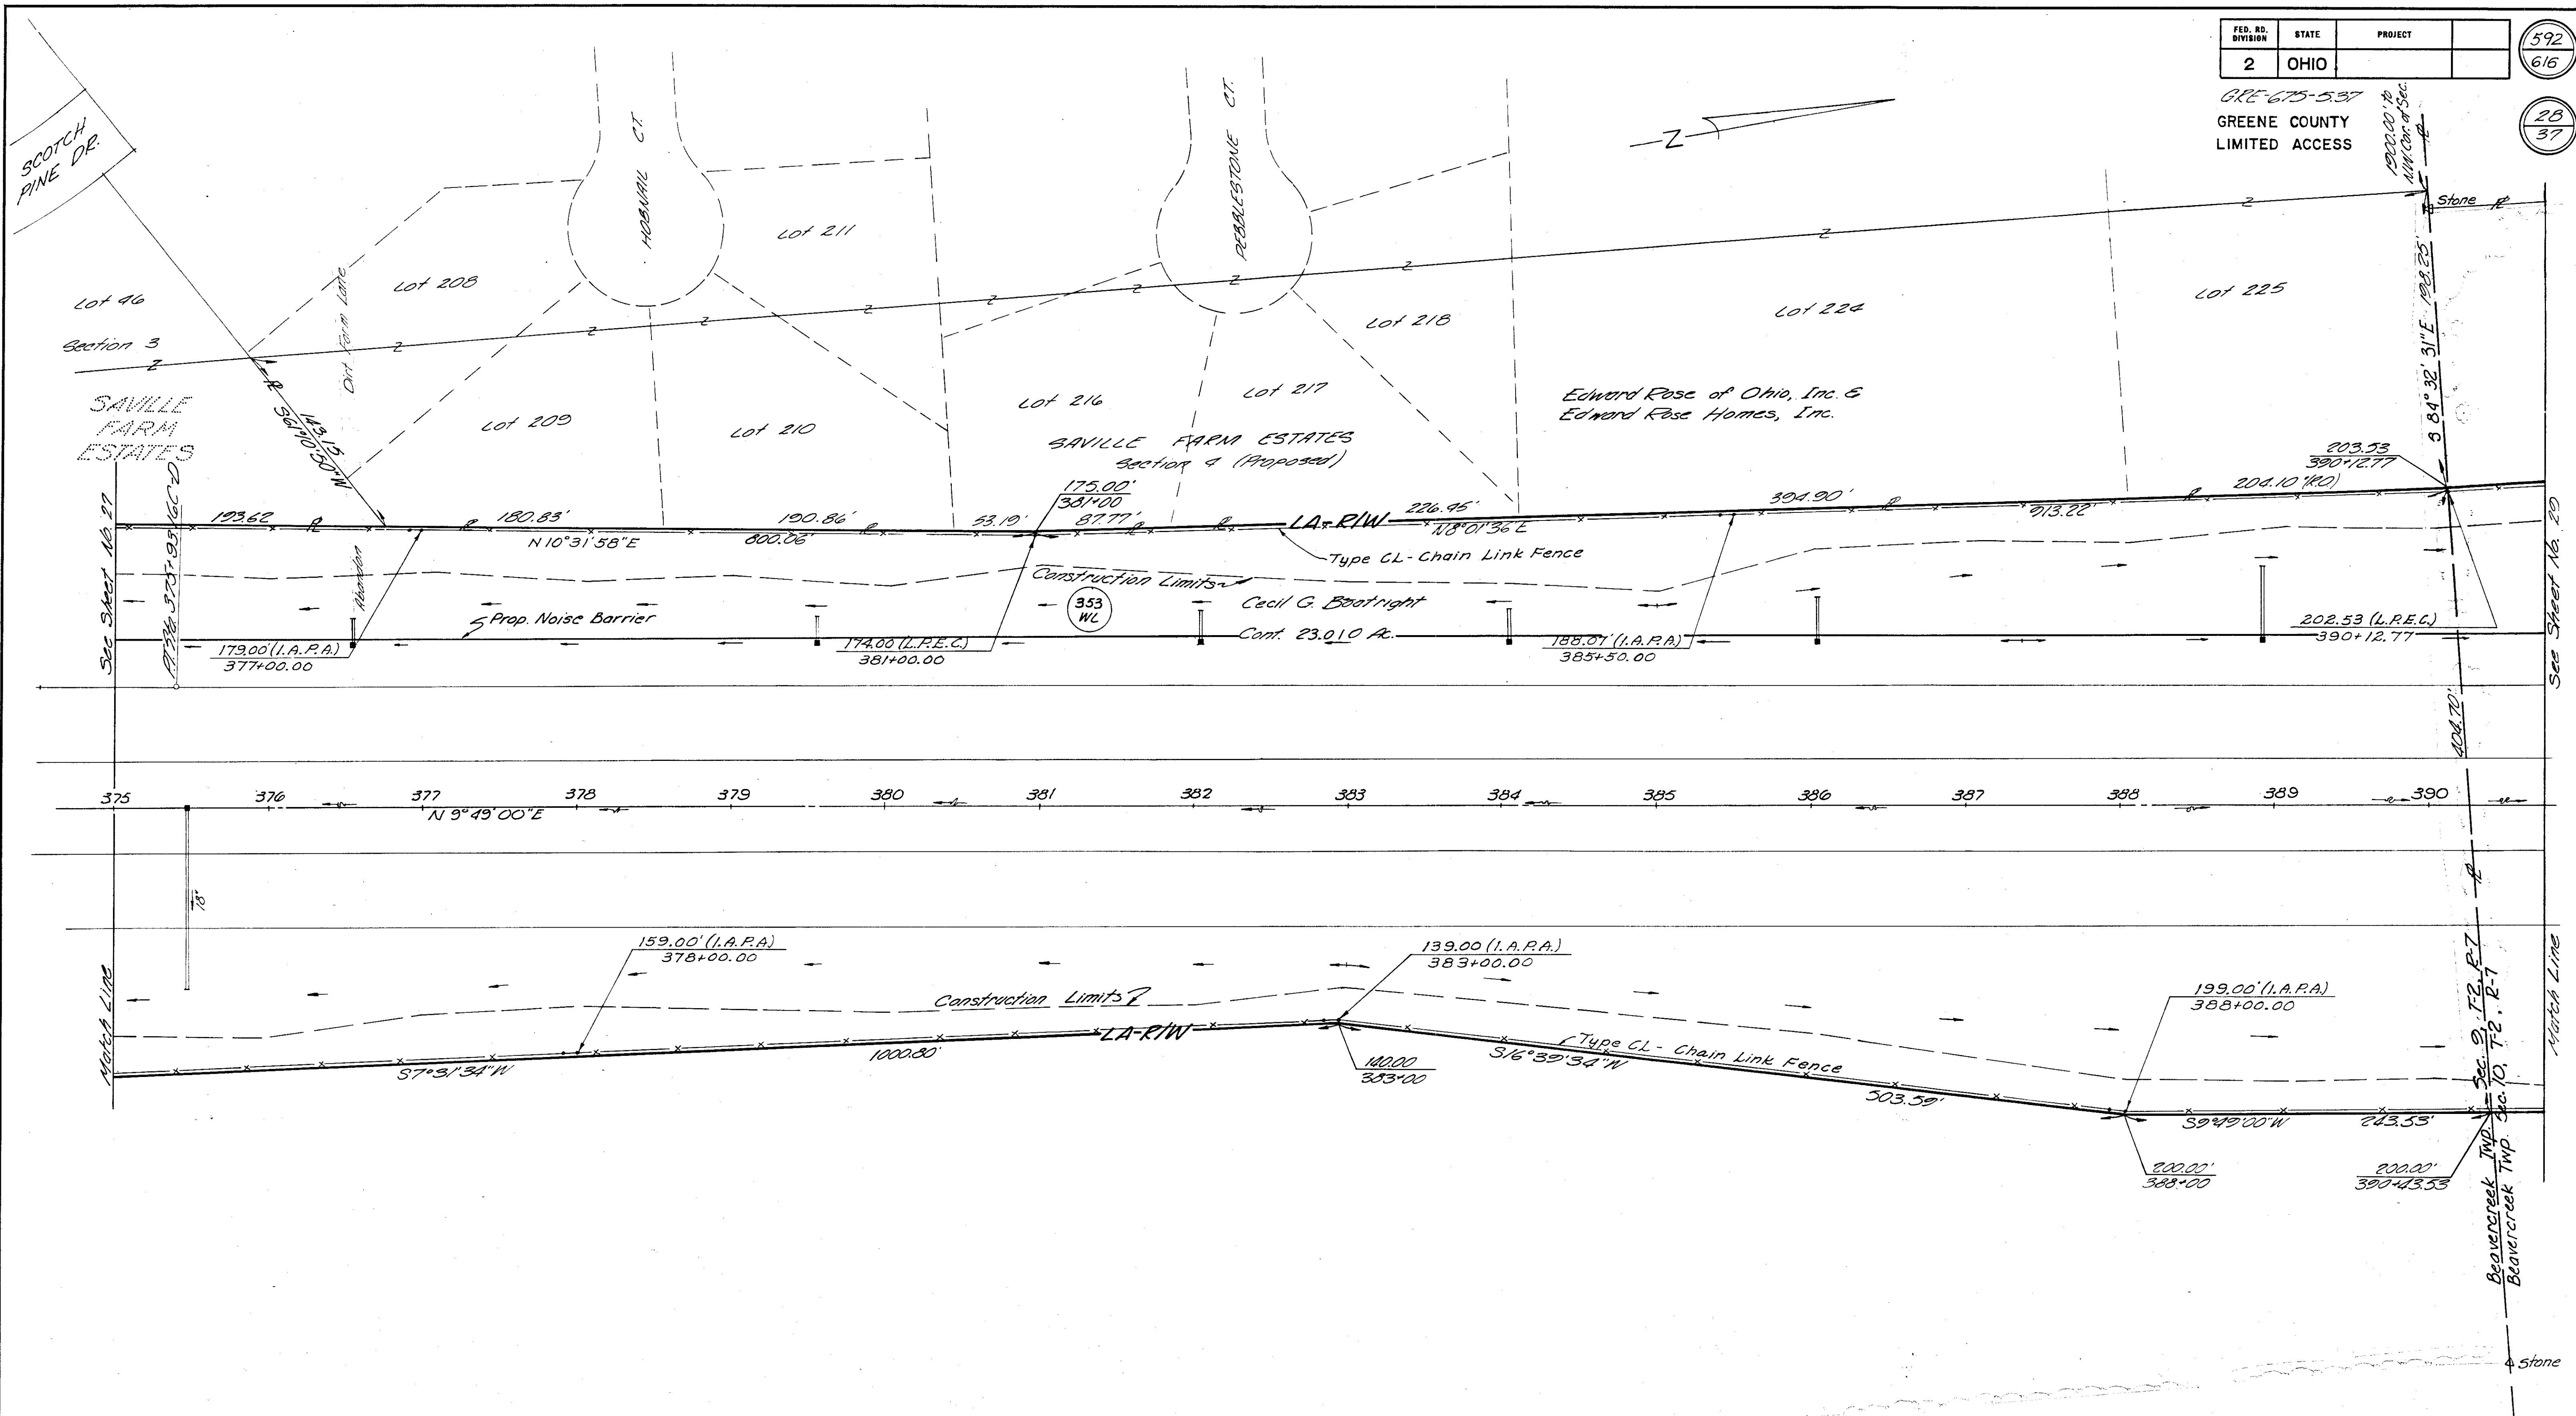 FED. RD. DIVISION STATE PROJECT
2 OHIO
592
616
GRE-675-5.37
GREENE COUNTY
LIMITED ACCESS
28
37
1900.00' to
N.W. Cor. of Sec.
SCOTCH
PINE DR.
HOBNAIL CT.
PEBBLESTONE CT.
Z
Stone
Lot 46
Section 3
Lot 208
Dirt Farm Lane
Lot 211
Lot 218
Lot 224
Lot 225
S 84° 32' 31" E 198.25'
SAVILLE
FARM
ESTATES
Lot 209
Lot 210
Lot 216
Lot 217
SAVILLE FARM ESTATES
Section 4 (Proposed)
Edward Rose of Ohio, Inc. &
Edward Rose Homes, Inc.
203.53
390+12.77
See Sheet No. 27
193.62
180.83'
N 10° 31' 58" E
190.86'
800.06'
53.19'
175.00'
381+00
87.77'
LA-R/W
226.95'
N 8° 01' 36 E
394.90'
913.22'
204.10' (R.O)
Type CL - Chain Link Fence
Construction Limits
Abandon
Prop. Noise Barrier
353
WL
Cecil G. Boatright
Cont. 23.010 Ac.
179.00' (I.A.P.A.)
377+00.00
174.00 (L.P.E.C.)
381+00.00
188.07' (I.A.P.A)
385+50.00
202.53 (L.P.E.C.)
390+12.77
See Sheet No. 29
404.70'
375 376 377 378 379 380 381 382 383 384 385 386 387 388 389 390
N 9° 49' 00" E
18"
159.00' (I.A.P.A)
378+00.00
139.00 (I.A.P.A.)
383+00.00
199.00' (I.A.P.A)
388+00.00
Match Line
Construction Limits
LA-R/W
1000.80'
S 7° 31' 34" W
140.00
383+00
Type CL - Chain Link Fence
S 16° 39' 34" W
503.59'
S 9° 49' 00" W
243.53'
200.00'
388+00
200.00'
390+43.53
Beavercreek Twp. Sec. 9, T-2, R-7
Beavercreek Twp. Sec. 10, T-2, R-7
Match Line
Stone